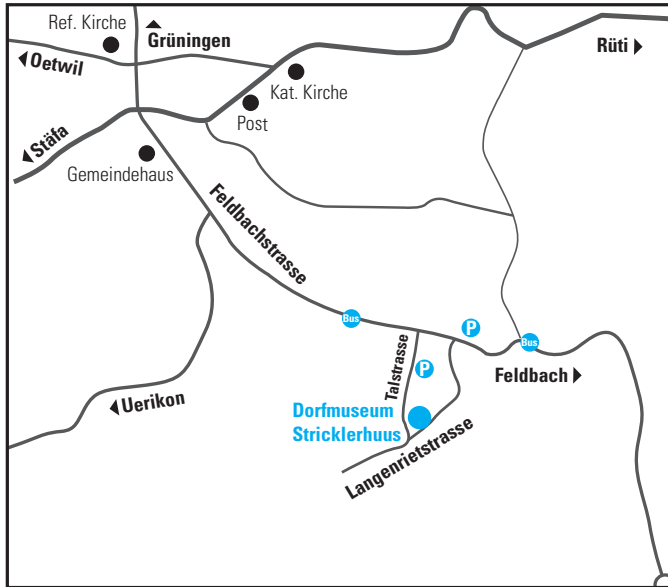 Ref. Kirche
Grüningen
Oetwil
Rüti
Kat. Kirche
Post
Stäfa
Gemeindehaus
Feldbachstrasse
Bus
P
Bus
Talstrasse
P
Feldbach
Uerikon
Dorfmuseum
Stricklerhuus
Langenrietstrasse